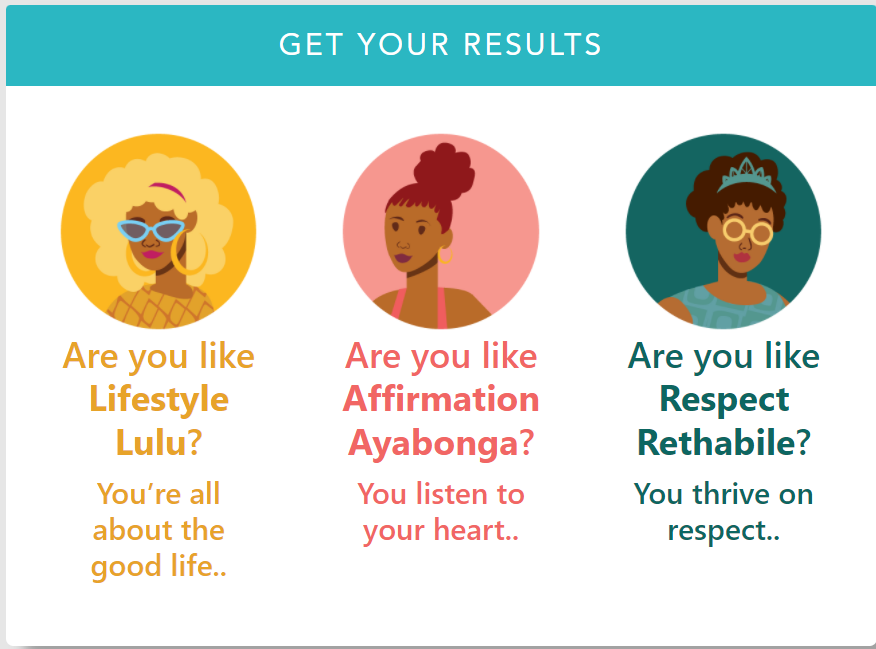 GET YOUR RESULTS
Are you like
Lifestyle
Lulu?
You’re all
about the
good life..
Are you like
Affirmation
Ayabonga?
You listen to
your heart..
Are you like
Respect
Rethabile?
You thrive on
respect..